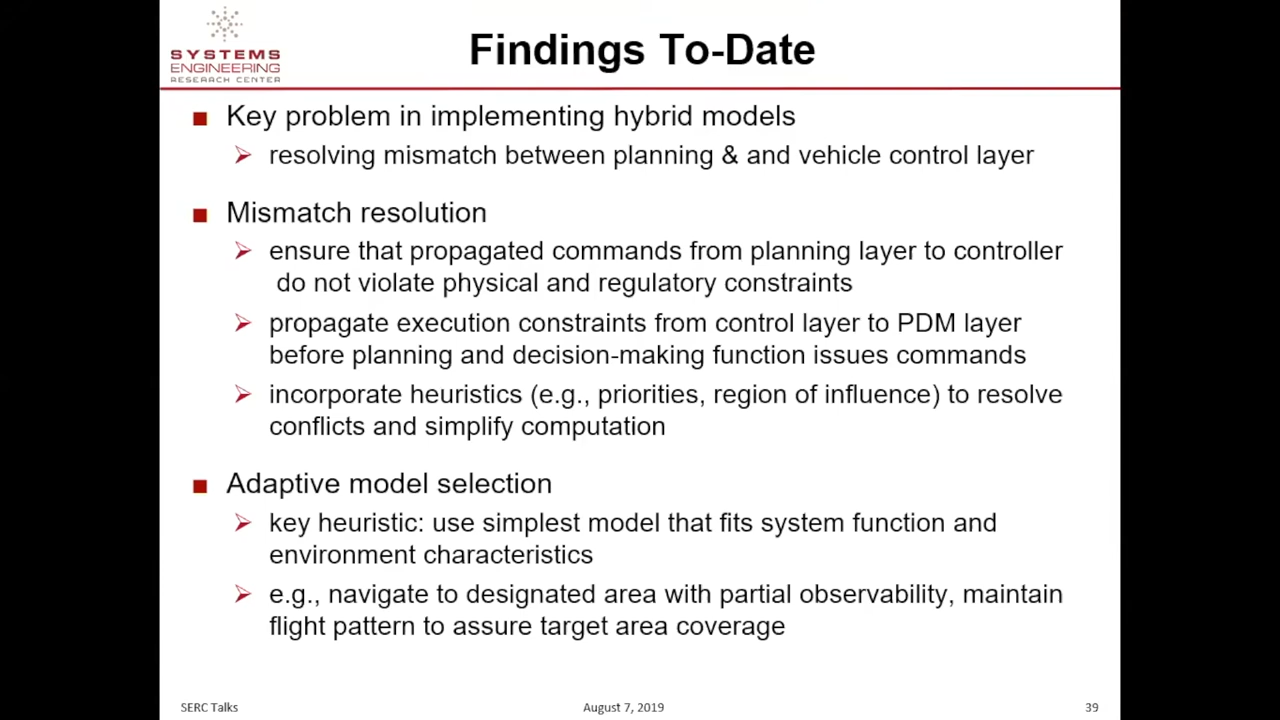 SYSTEMS
ENGINEERING
RESEARCH CENTER
Findings To-Date
Key problem in implementing hybrid models
resolving mismatch between planning & and vehicle control layer
Mismatch resolution
ensure that propagated commands from planning layer to controller
do not violate physical and regulatory constraints
propagate execution constraints from control layer to PDM layer
before planning and decision-making function issues commands
incorporate heuristics (e.g., priorities, region of influence) to resolve
conflicts and simplify computation
Adaptive model selection
key heuristic: use simplest model that fits system function and
environment characteristics
e.g., navigate to designated area with partial observability, maintain
flight pattern to assure target area coverage
SERC Talks
August 7, 2019
39